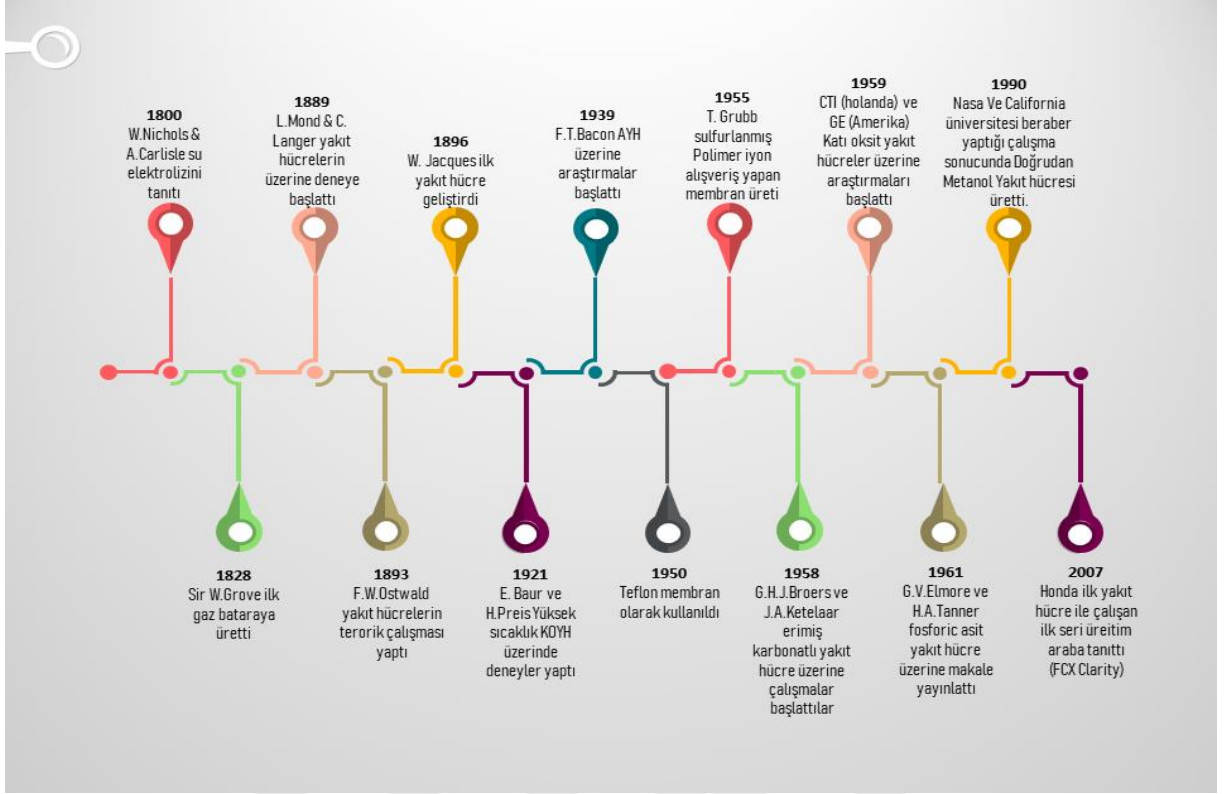 1800
W.Nichols &
A.Carlisle su
elektrolizini
tanıtı
1889
L.Mond & C.
Langer yakıt
hücrelerin
üzerine deneye
başlattı
1896
W. Jacques ilk
yakıt hücre
geliştirdi
1939
F.T.Bacon AYH
üzerine
araştırmalar
başlattı
1955
T. Grubb
sulfurlanmış
Polimer iyon
alışveriş yapan
membran üreti
1959
CTI (holanda) ve
GE (Amerika)
Katı oksit yakıt
hücreler üzerine
araştırmaları
başlattı
1990
Nasa Ve California
üniversitesi beraber
yaptıği çalışma
sonucunda Doğrudan
Metanol Yakıt hücresi
üretti.
1828
Sir W.Grove ilk
gaz bataraya
üretti
1893
F.W.Ostwald
yakıt hücrelerin
terorik çalışması
yaptı
1921
E. Baur ve
H.Preis Yüksek
sıcaklık KOYH
üzerinde
deneyler yaptı
1950
Teflon membran
olarak kullanıldı
1958
G.H.J.Broers ve
J.A.Ketelaar
erimiş
karbonatlı yakıt
hücre üzerine
çalışmalar
başlattılar
1961
G.V.Elmore ve
H.A.Tanner
fosforic asit
yakıt hücre
üzerine makale
yayınlattı
2007
Honda ilk yakıt
hücre ile çalışan
ilk seri üreitim
araba tanıttı
(FCX Clarity)